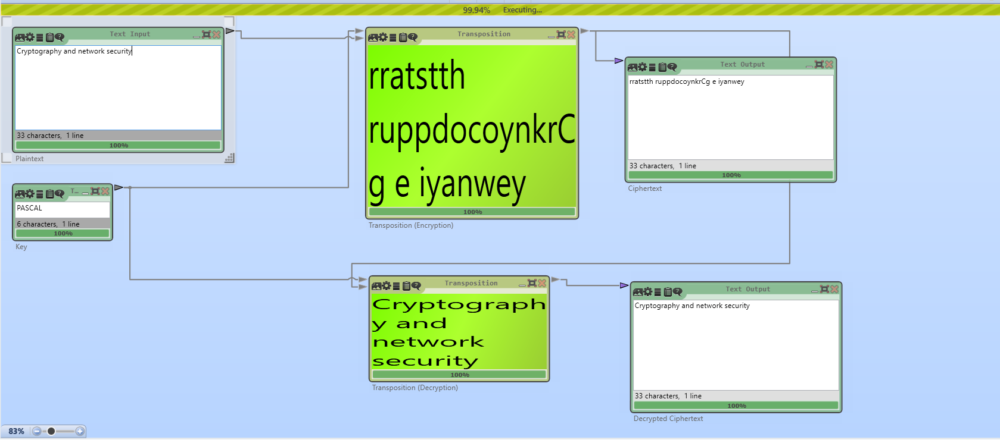 99.94% Executing...
Text Input
Cryptography and network security
33 characters, 1 line
100%
Plaintext
T...
PASCAL
6 characters, 1 line
100%
Key
Transposition
rratstth
ruppdocoynkrC
g e iyanwey
100%
Transposition (Encryption)
Text Output
rratstth ruppdocoynkrCg e iyanwey
33 characters, 1 line
100%
Ciphertext
Transposition
Cryptograph
y and
network
security
100%
Transposition (Decryption)
Text Output
Cryptography and network security
33 characters, 1 line
100%
Decrypted Ciphertext
83%